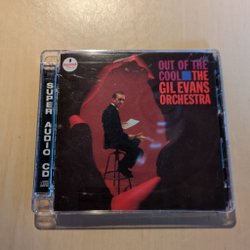 OUT OF THE
COOL THE
GIL EVANS
ORCHESTRA
SUPER AUDIO CD